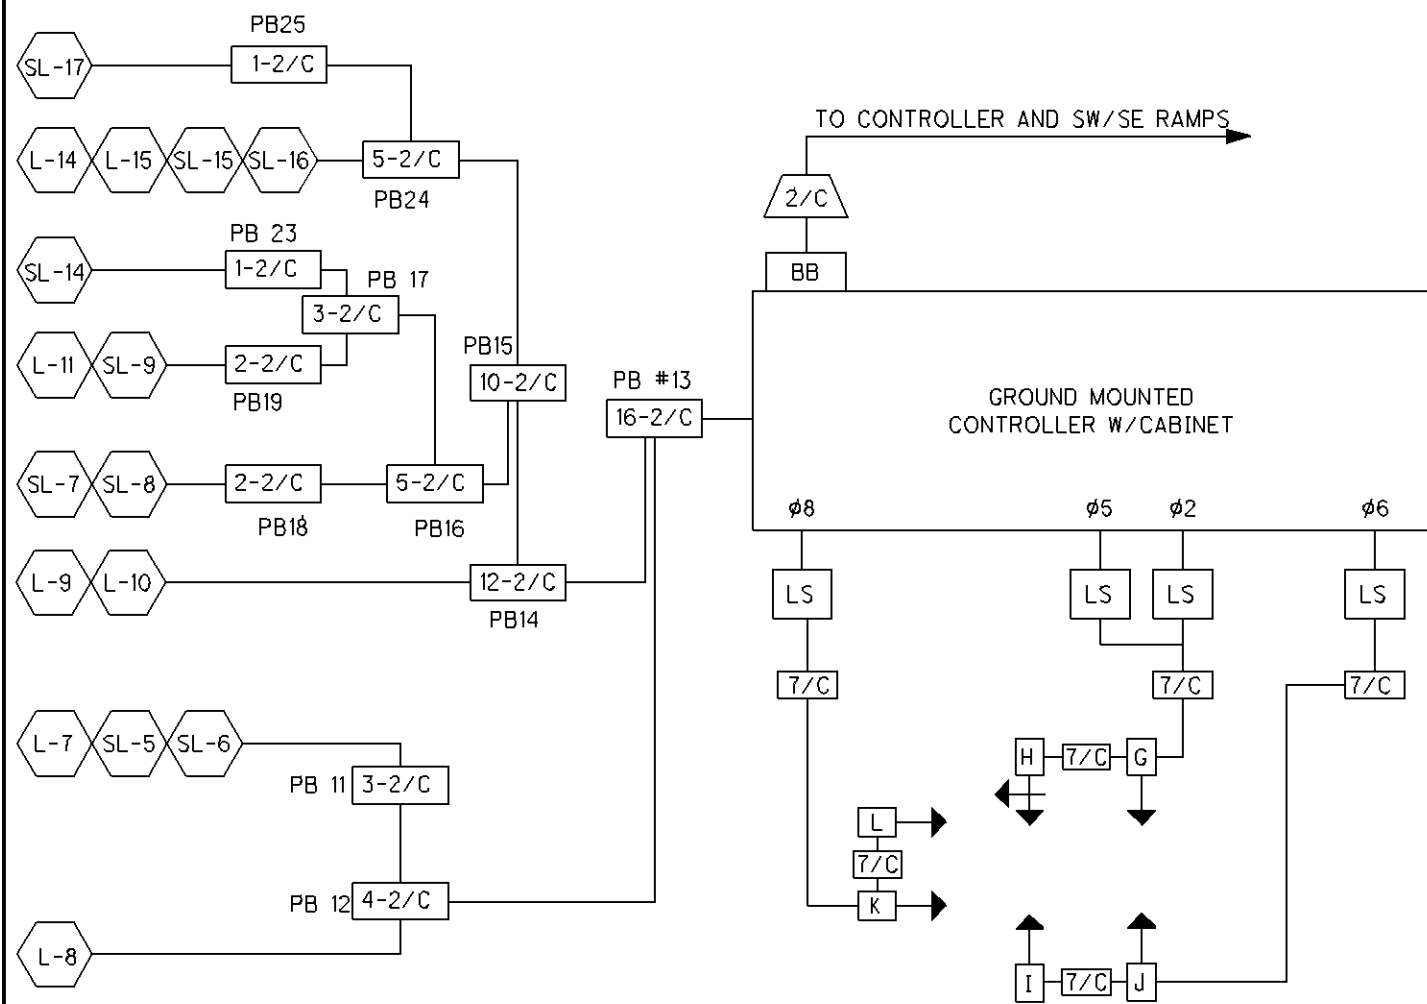 PB25
SL-17
1-2/C
TO CONTROLLER AND SW/SE RAMPS
L-14
L-15
SL-15
SL-16
5-2/C
PB24
2/C
PB 23
SL-14
1-2/C
PB 17
BB
3-2/C
L-11
SL-9
2-2/C
PB19
PB15
10-2/C
PB #13
16-2/C
GROUND MOUNTED
CONTROLLER W/CABINET
SL-7
SL-8
2-2/C
PB18
5-2/C
PB16
ø8
ø5
ø2
ø6
L-9
L-10
12-2/C
PB14
LS
LS
LS
LS
7/C
7/C
7/C
L-7
SL-5
SL-6
PB 11
3-2/C
H
7/C
G
L
7/C
K
PB 12
4-2/C
L-8
I
7/C
J